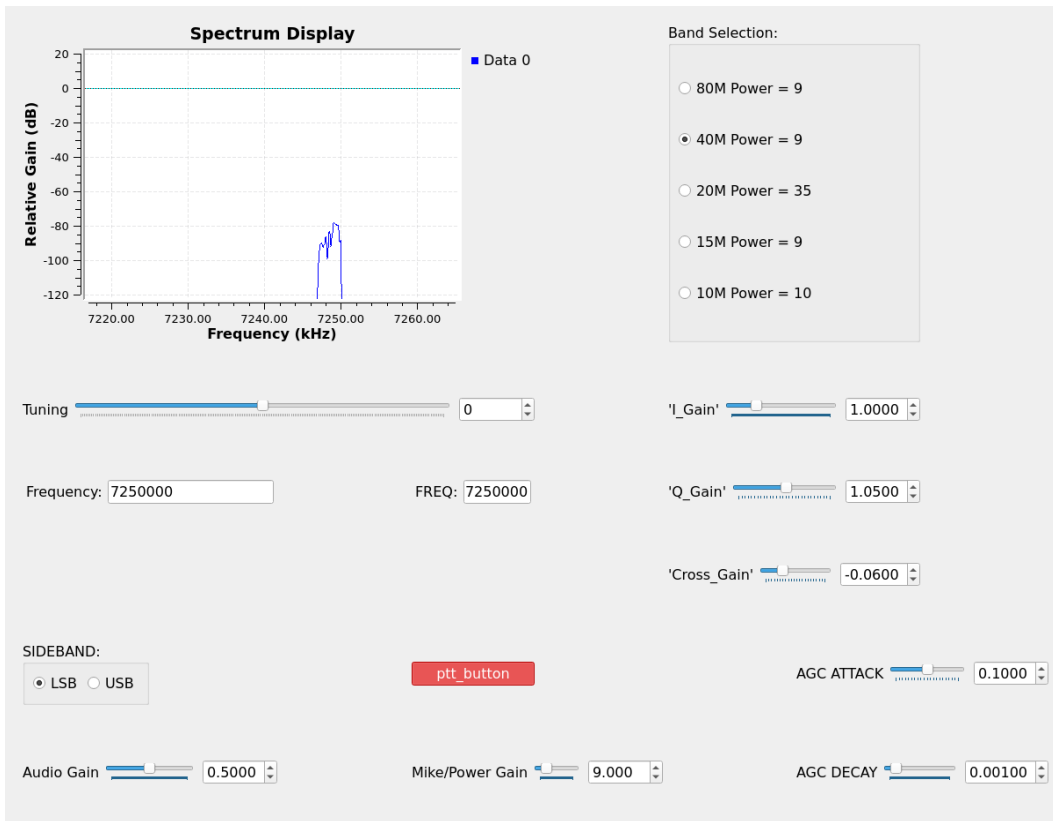 Spectrum Display
Data 0
Relative Gain (dB)
20
0
-20
-40
-60
-80
-100
-120
7220.00 7230.00 7240.00 7250.00 7260.00
Frequency (kHz)
Band Selection:
80M Power = 9
40M Power = 9
20M Power = 35
15M Power = 9
10M Power = 10
Tuning 0
'I_Gain' 1.0000
Frequency: 7250000
FREQ: 7250000
'Q_Gain' 1.0500
'Cross_Gain' -0.0600
SIDEBAND:
LSB USB
ptt_button
AGC ATTACK 0.1000
Audio Gain 0.5000
Mike/Power Gain 9.000
AGC DECAY 0.00100